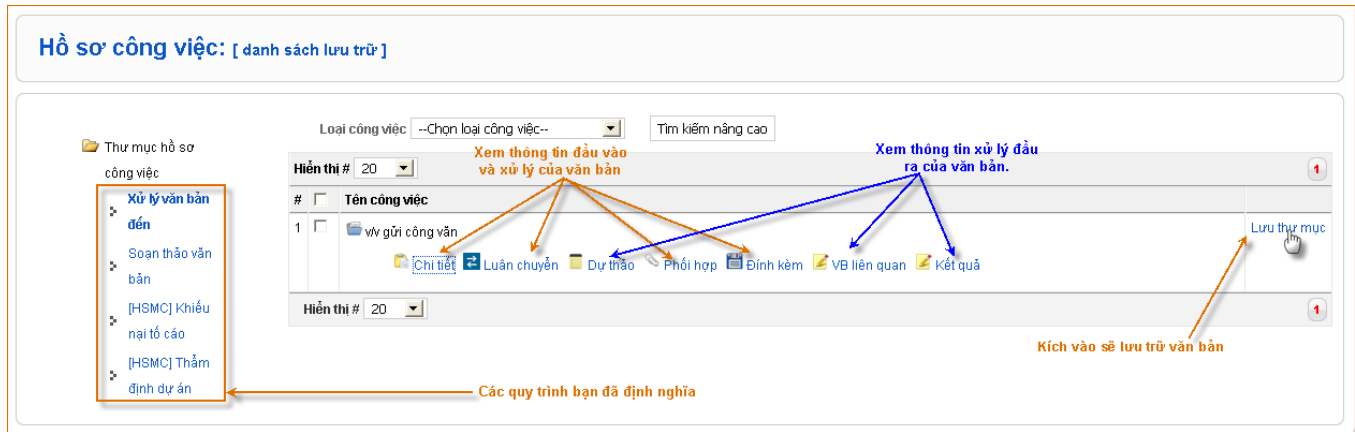 Hồ sơ công việc: [ danh sách lưu trữ ]
Loại công việc --Chọn loại công việc-- Tìm kiếm nâng cao
Thư mục hồ sơ
công việc
Xử lý văn bản
đến
Soạn thảo văn
bản
[HSMC] Khiếu
nại tố cáo
[HSMC] Thẩm
định dự án
Xem thông tin đầu vào
và xử lý của văn bản
Xem thông tin xử lý đầu
ra của văn bản.
Hiển thị # 20 1
# Tên công việc
1 v/v gửi công văn Lưu thư mục
Chi tiết Luân chuyển Dự thảo Phối hợp Đính kèm VB liên quan Kết quả
Hiển thị # 20 1
Kích vào sẽ lưu trữ văn bản
Các quy trình bạn đã định nghĩa